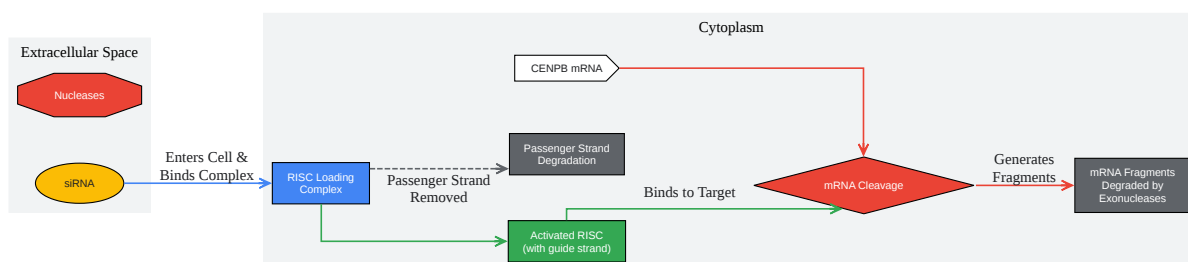 Extracellular Space
Nucleases
siRNA
Enters Cell &
Binds Complex
Cytoplasm
CENPB mRNA
RISC Loading
Complex
Passenger Strand
Removed
Passenger Strand
Degradation
Activated RISC
(with guide strand)
Binds to Target
mRNA Cleavage
Generates
Fragments
mRNA Fragments
Degraded by
Exonucleases